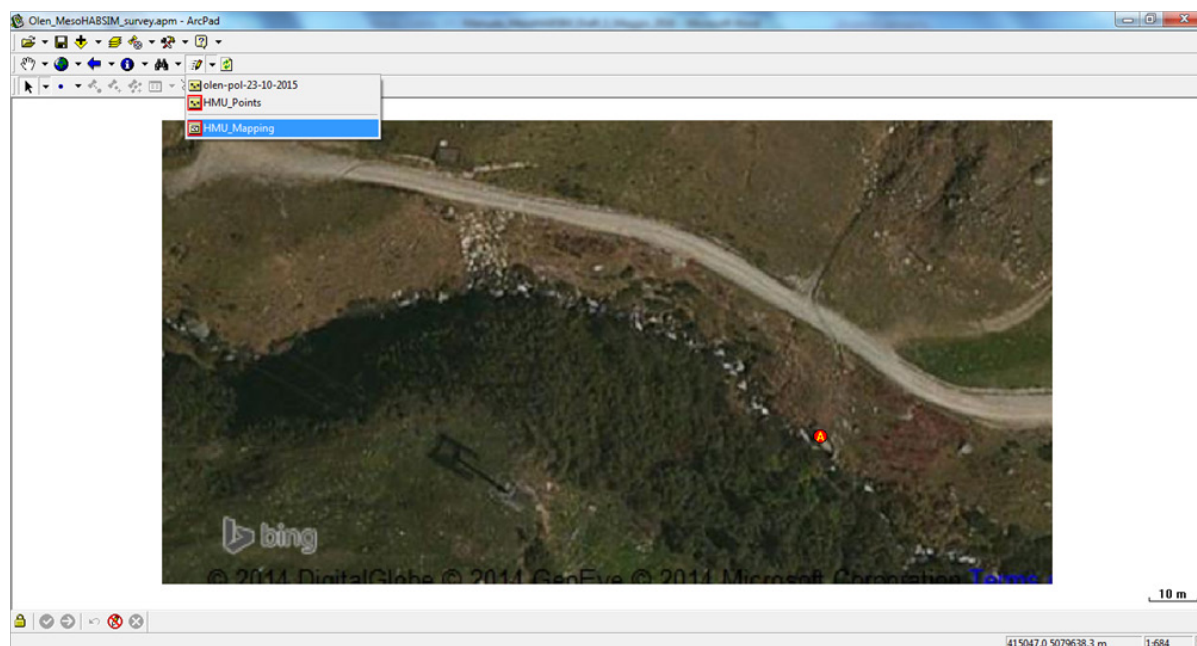 Olen_MesoHABSIM_survey.apm - ArcPad
olen-pol-23-10-2015
HMU_Points
HMU_Mapping
A
bing
© 2014 DigitalGlobe © 2014 GeoEye © 2014 Microsoft Corporation Terms
10 m
415047.0 5079638.3 m 1:684